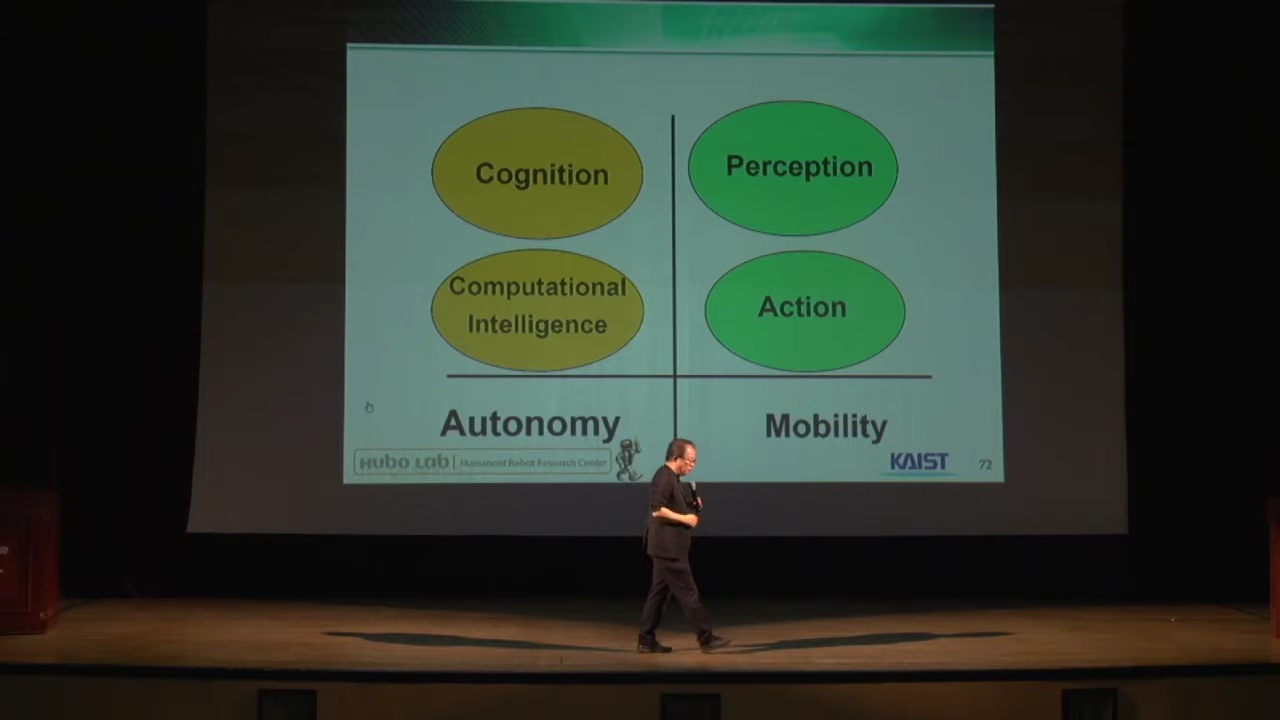 Cognition
Perception
Computational
Intelligence
Action
Autonomy
Mobility
HUBO LAB | Humanoid Robot Research Center
KAIST
72